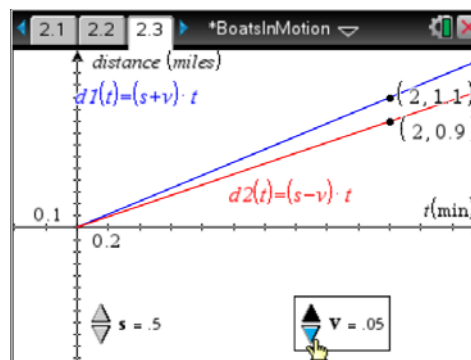 2.1 2.2 2.3 *BoatsInMotion
distance (miles)
d1(t)=(s+v)·t
(2, 1.1)
(2, 0.9)
d2(t)=(s−v)·t
0.1
t(min)
0.2
s = .5
v = .05